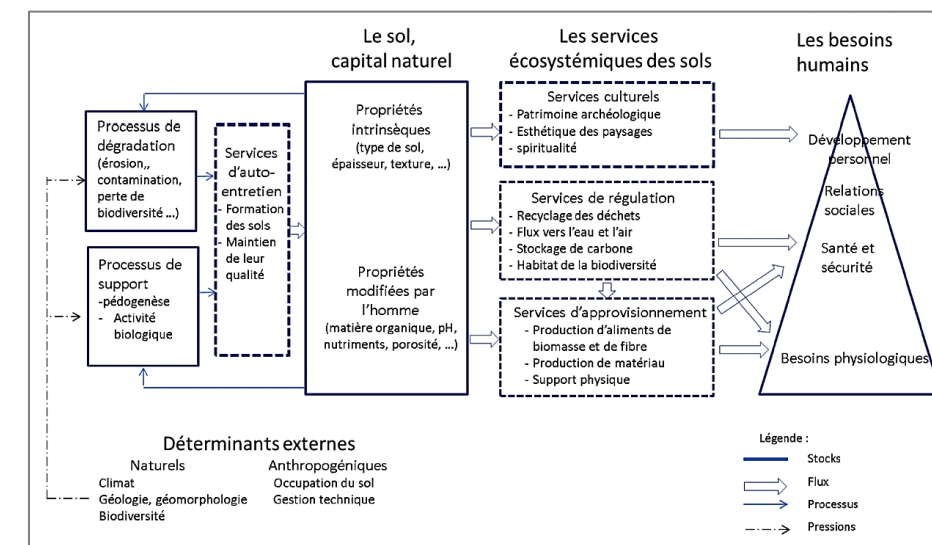 Le sol,
capital naturel
Les services
écosystémiques des sols
Les besoins
humains
Processus de
dégradation
(érosion,,
contamination,
perte de
biodiversité ...)
Processus de
support
-pédogenèse
- Activité
biologique
Services
d'auto-
entretien
- Formation
des sols
- Maintien
de leur
qualité
Propriétés
intrinsèques
(type de sol,
épaisseur, texture, ...)
Propriétés
modifiées par
l'homme
(matière organique, pH,
nutriments, porosité, ...)
Services culturels
- Patrimoine archéologique
- Esthétique des paysages
- spiritualité
Services de régulation
- Recyclage des déchets
- Flux vers l'eau et l'air
- Stockage de carbone
- Habitat de la biodiversité
Services d'approvisionnement
- Production d'aliments de
biomasse et de fibre
- Production de matériau
- Support physique
Développement
personnel
Relations
sociales
Santé et
sécurité
Besoins physiologiques
Déterminants externes
Naturels
Climat
Géologie, géomorphologie
Biodiversité
Anthropogéniques
Occupation du sol
Gestion technique
Légende :
Stocks
Flux
Processus
Pressions